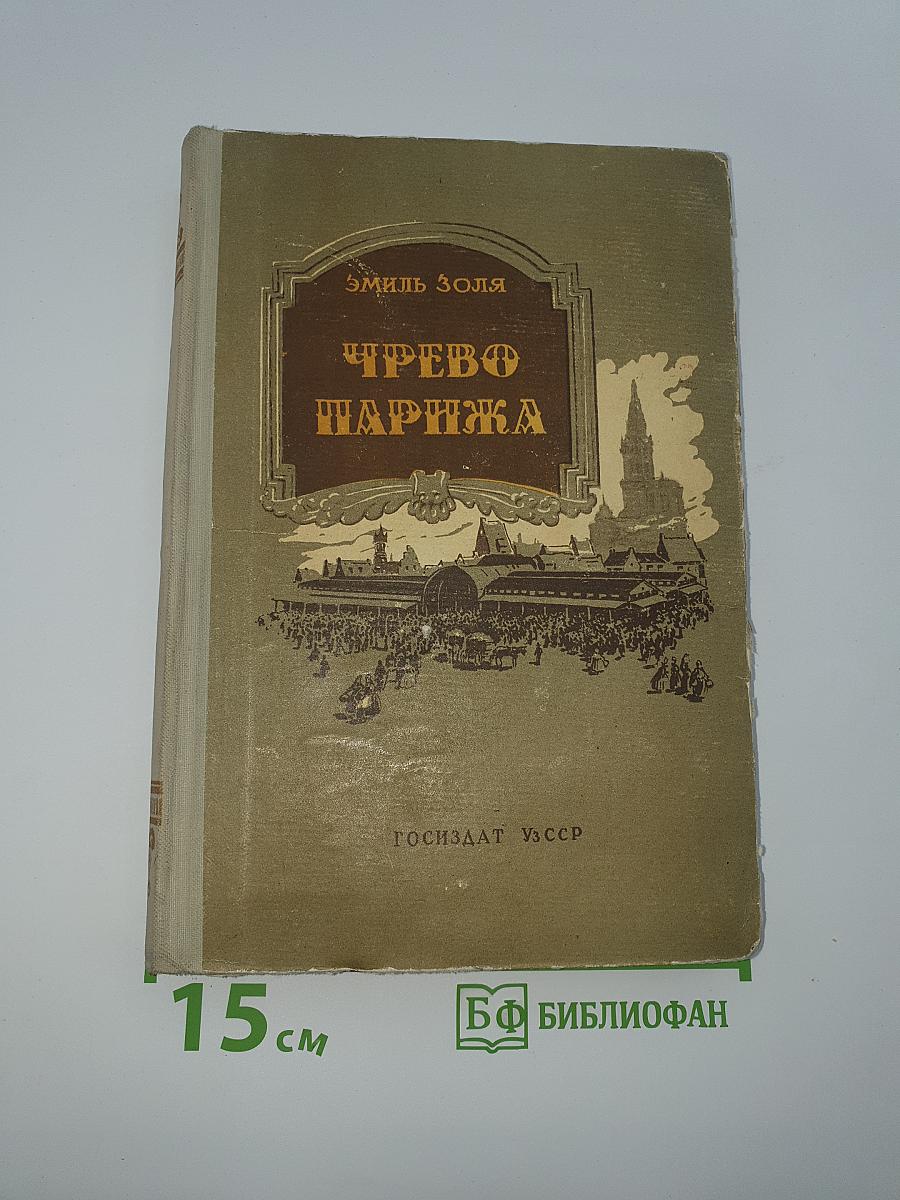 ЭМИЛЬ ЗОЛЯ
ЧРЕВО
ПАРИЖА
ГОСИЗДАТ УзССР
15 см
БФ БИБЛИОФАН